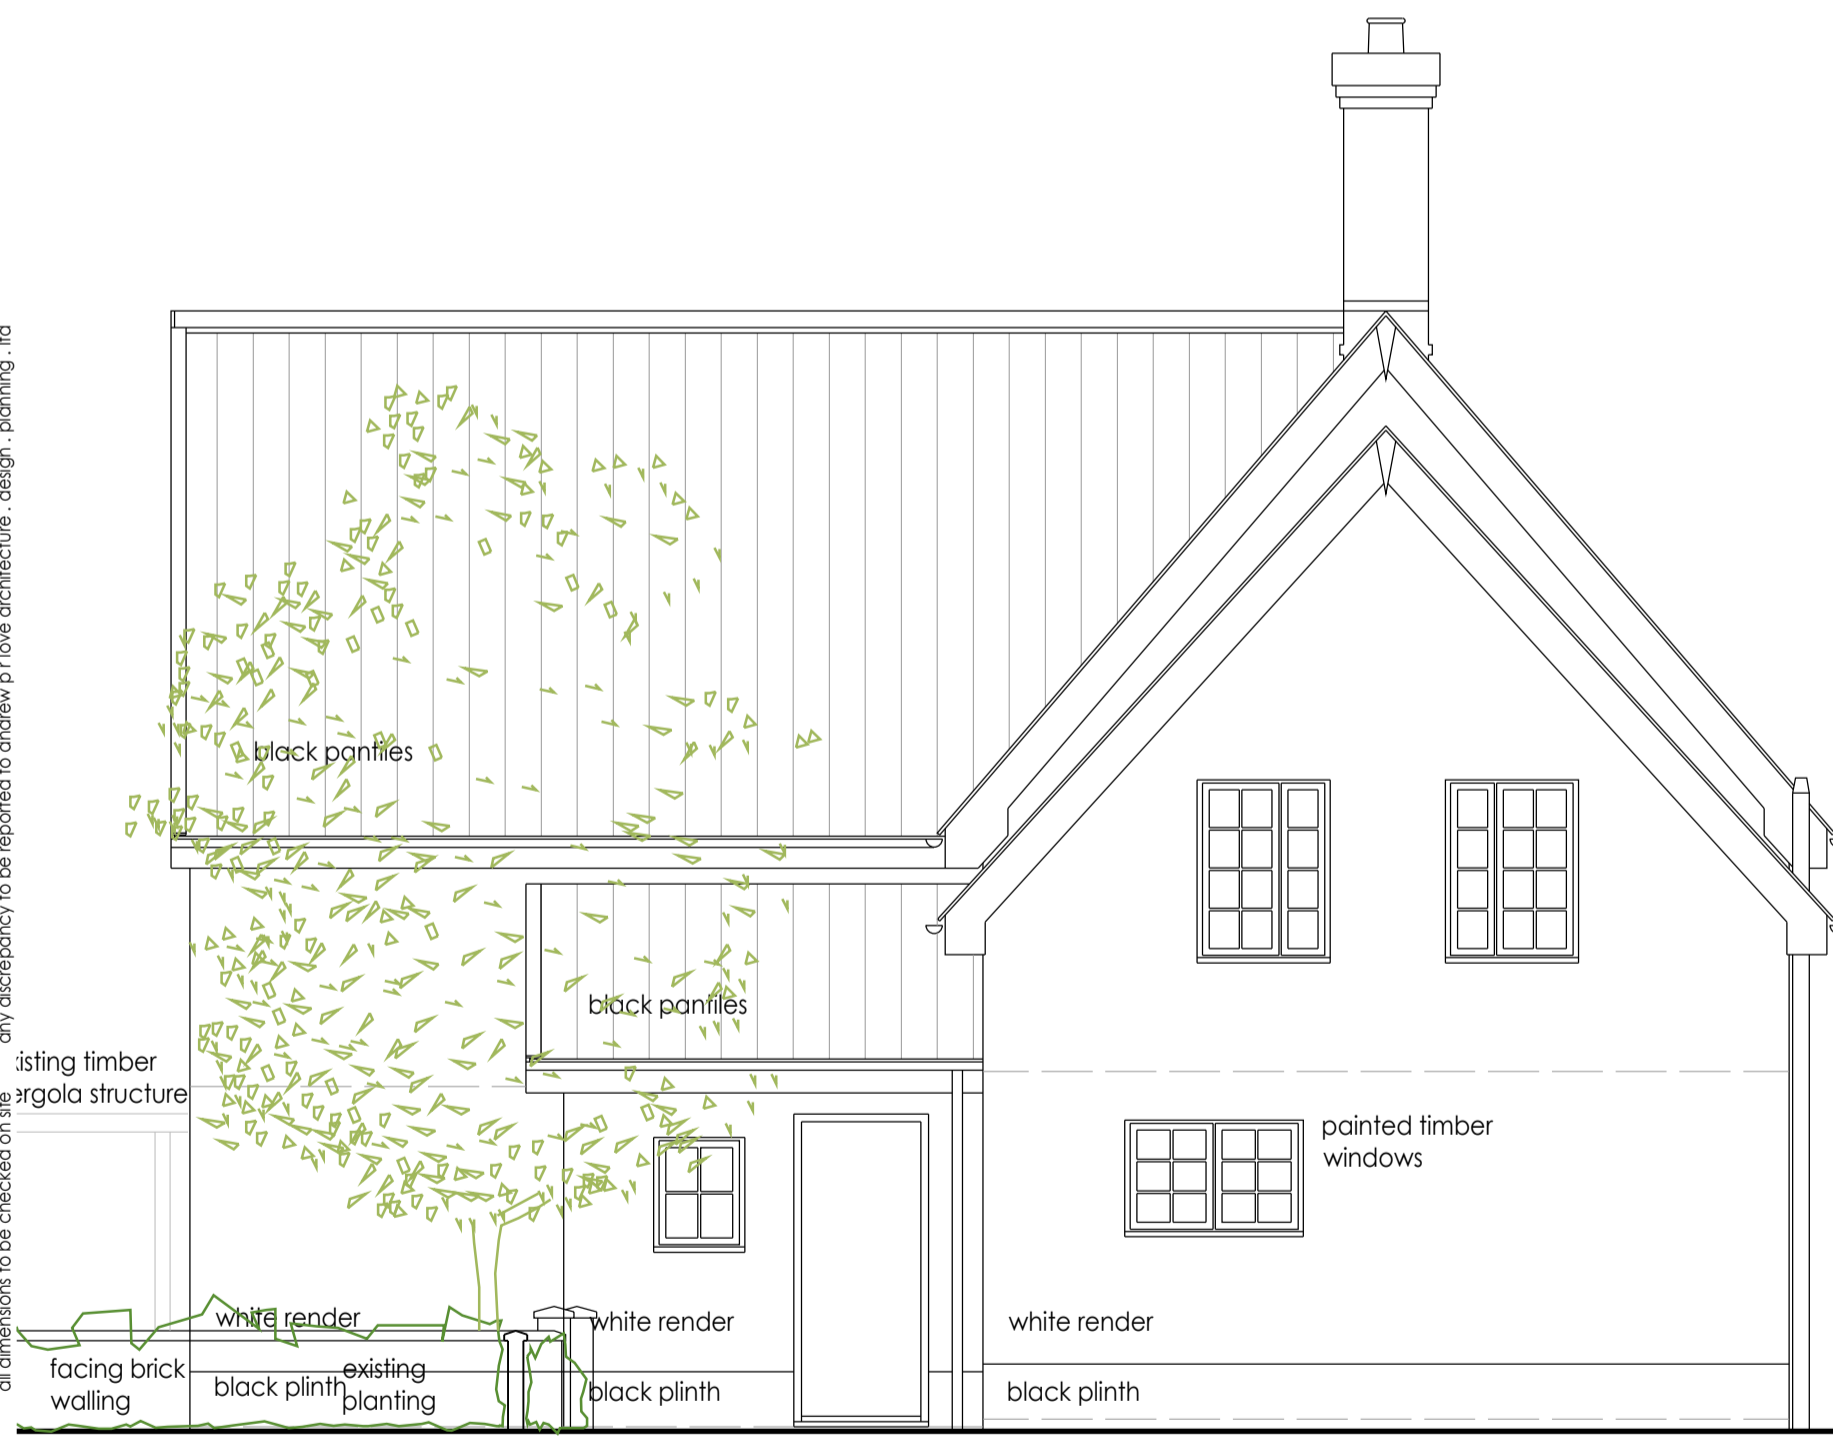 all dimensions to be checked on site any discrepancy to be reported to andrew p r love architecture . design . planning . ltd
black pantiles
black pantiles
xisting timber
ergola structure
painted timber
windows
white render
white render
white render
facing brick
walling
black plinth
existing
planting
black plinth
black plinth